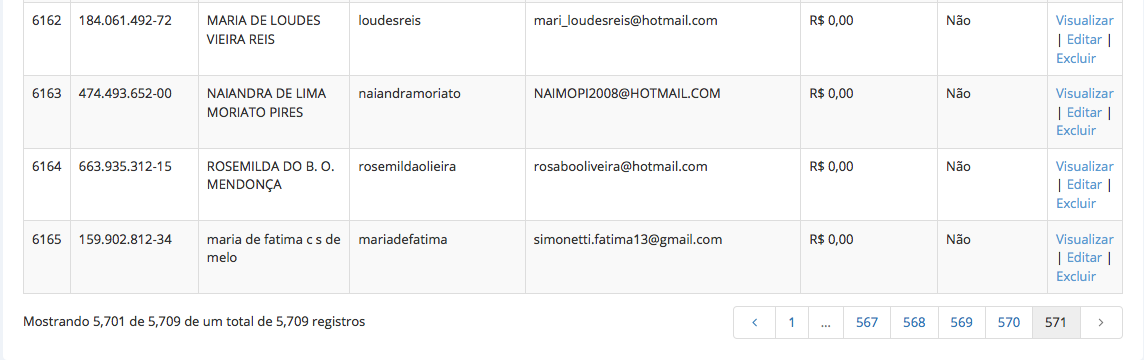 6162 184.061.492-72 MARIA DE LOUDES loudesreis mari_loudesreis@hotmail.com R$ 0,00 Não Visualizar
VIEIRA REIS | Editar |
Excluir
6163 474.493.652-00 NAIANDRA DE LIMA naiandramoriato NAIMOPI2008@HOTMAIL.COM R$ 0,00 Não Visualizar
MORIATO PIRES | Editar |
Excluir
6164 663.935.312-15 ROSEMILDA DO B. O. rosemildaolieira rosabooliveira@hotmail.com R$ 0,00 Não Visualizar
MENDONÇA | Editar |
Excluir
6165 159.902.812-34 maria de fatima c s de mariadefatima simonetti.fatima13@gmail.com R$ 0,00 Não Visualizar
melo | Editar |
Excluir
Mostrando 5,701 de 5,709 de um total de 5,709 registros ‹ 1 ... 567 568 569 570 571 ›